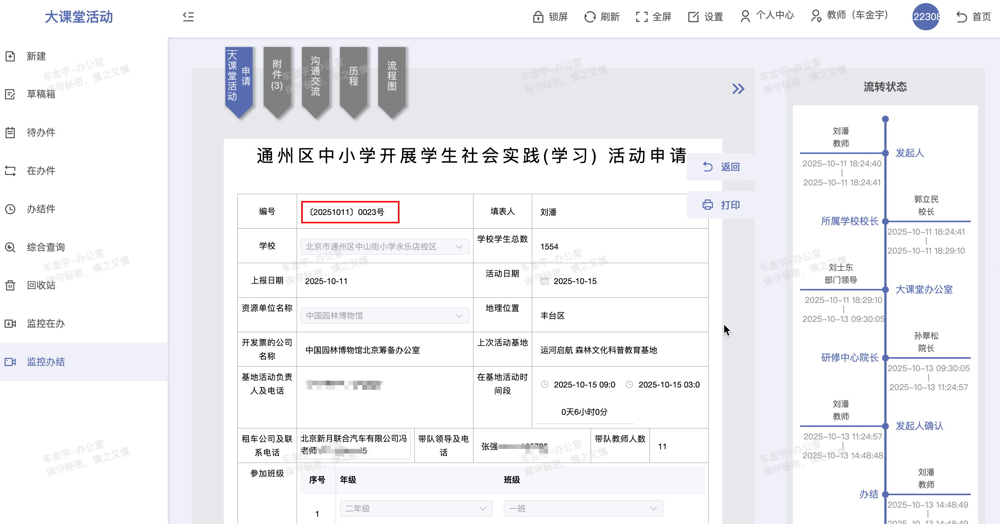 大课堂活动
锁屏
刷新
全屏
设置
个人中心
教师（车金宇）
22308
首页
新建
草稿箱
待办件
在办件
办结件
综合查询
回收站
监控在办
监控办结
大课堂活动申请
附件(3)
沟通交流
历程
流程图
通州区中小学开展学生社会实践(学习) 活动申请
返回
打印
编号
〔20251011〕0023号
填表人
刘潘
学校
北京市通州区中山街小学永乐店校区
学校学生总数
1554
上报日期
2025-10-11
活动日期
2025-10-15
资源单位名称
中国园林博物馆
地理位置
丰台区
开发票的公司
名称
中国园林博物馆北京筹备办公室
上次活动基地
运河启航 森林文化科普教育基地
基地活动负责
人及电话
在基地活动时
间段
2025-10-15 09:0
2025-10-15 03:0
0天6小时0分
租车公司及联
系电话
北京新月联合汽车有限公司冯
老师
带队领导及电
话
张强
带队教师人数
11
参加班级
序号
年级
班级
1
二年级
一班
流转状态
刘潘
教师
发起人
2025-10-11 18:24:40
|
2025-10-11 18:24:41
郭立民
校长
所属学校校长
2025-10-11 18:24:41
|
2025-10-11 18:29:10
刘士东
部门领导
大课堂办公室
2025-10-11 18:29:10
|
2025-10-13 09:30:05
孙翠松
院长
研修中心院长
2025-10-13 09:30:05
|
2025-10-13 11:24:57
刘潘
教师
发起人确认
2025-10-13 11:24:57
|
2025-10-13 14:48:48
刘潘
教师
办结
2025-10-13 14:48:49
|
2025-10-13 14:48:49
车金宇-办公室
保守秘密，慎之又慎